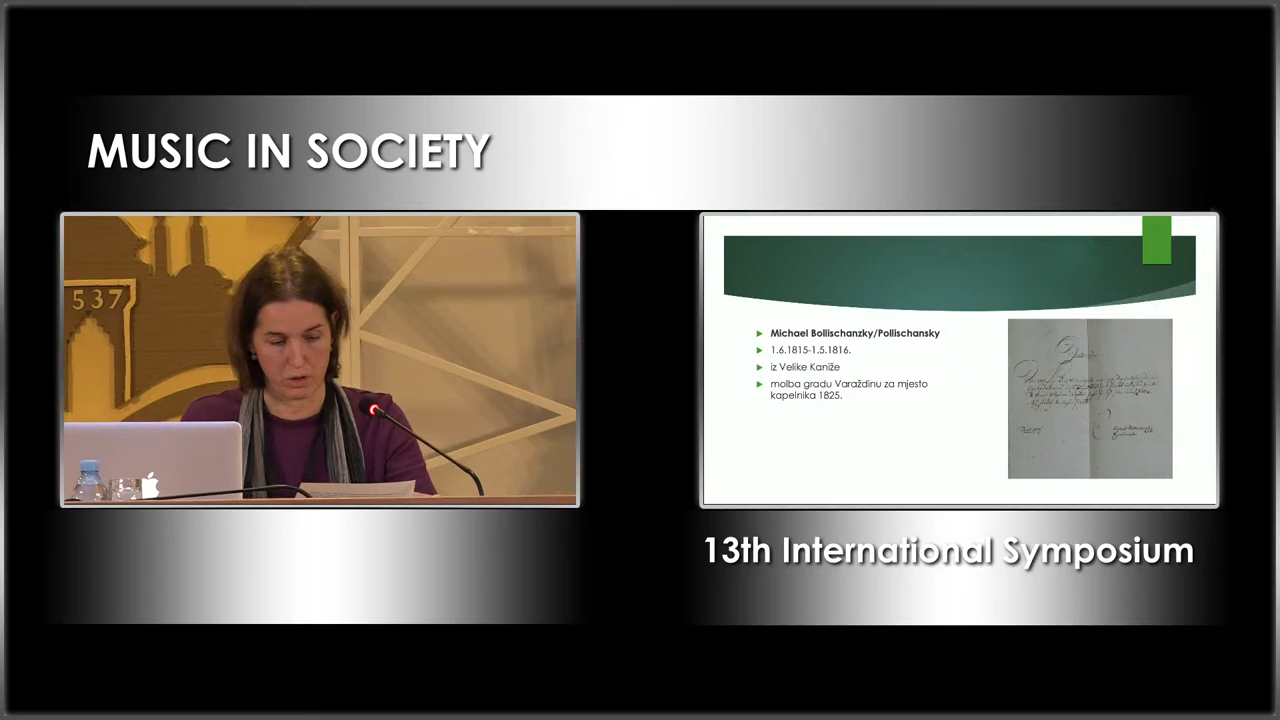 MUSIC IN SOCIETY
537
Michael Bollischanzky/Pollischansky
1.6.1815-1.5.1816.
iz Velike Kaniže
molba gradu Varaždinu za mjesto
kapelnika 1825.
13th International Symposium